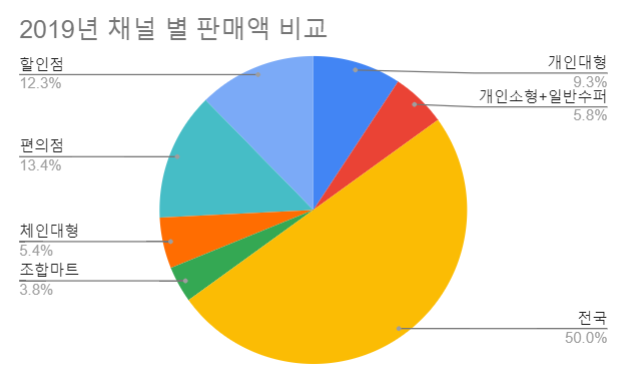 2019년 채널 별 판매액 비교
할인점
12.3%
편의점
13.4%
체인대형
5.4%
조합마트
3.8%
개인대형
9.3%
개인소형+일반수퍼
5.8%
전국
50.0%